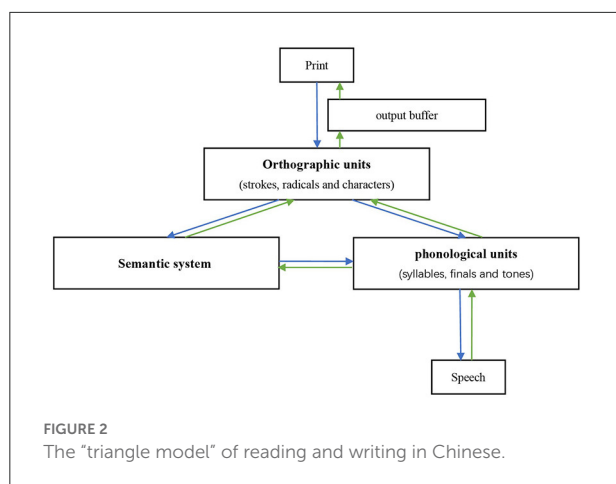 Print
output buffer
Orthographic units
(strokes, radicals and characters)
Semantic system
phonological units
(syllables, finals and tones)
Speech
FIGURE 2
The “triangle model” of reading and writing in Chinese.